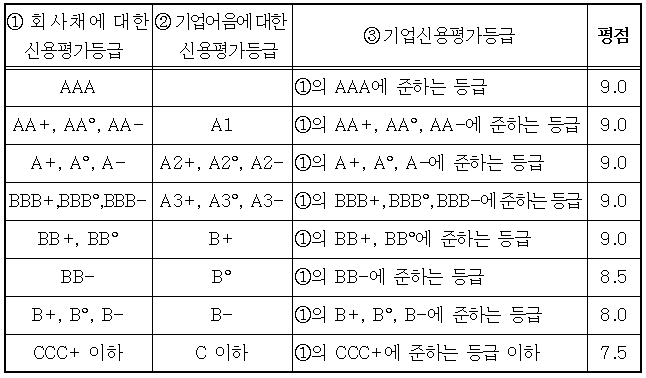 ① 회사채에 대한 신용평가등급 ② 기업어음에대한 신용평가등급 ③ 기업신용평가등급 평점
AAA ①의 AAA에 준하는 등급 9.0
AA+, AA°, AA- A1 ①의 AA+, AA°, AA-에 준하는 등급 9.0
A+, A°, A- A2+, A2°, A2- ①의 A+, A°, A-에 준하는 등급 9.0
BBB+,BBB°,BBB- A3+, A3°, A3- ①의 BBB+,BBB°,BBB-에 준하는 등급 9.0
BB+, BB° B+ ①의 BB+, BB°에 준하는 등급 9.0
BB- B° ①의 BB-에 준하는 등급 8.5
B+, B°, B- B- ①의 B+, B°, B-에 준하는 등급 8.0
CCC+ 이하 C 이하 ①의 CCC+에 준하는 등급 이하 7.5